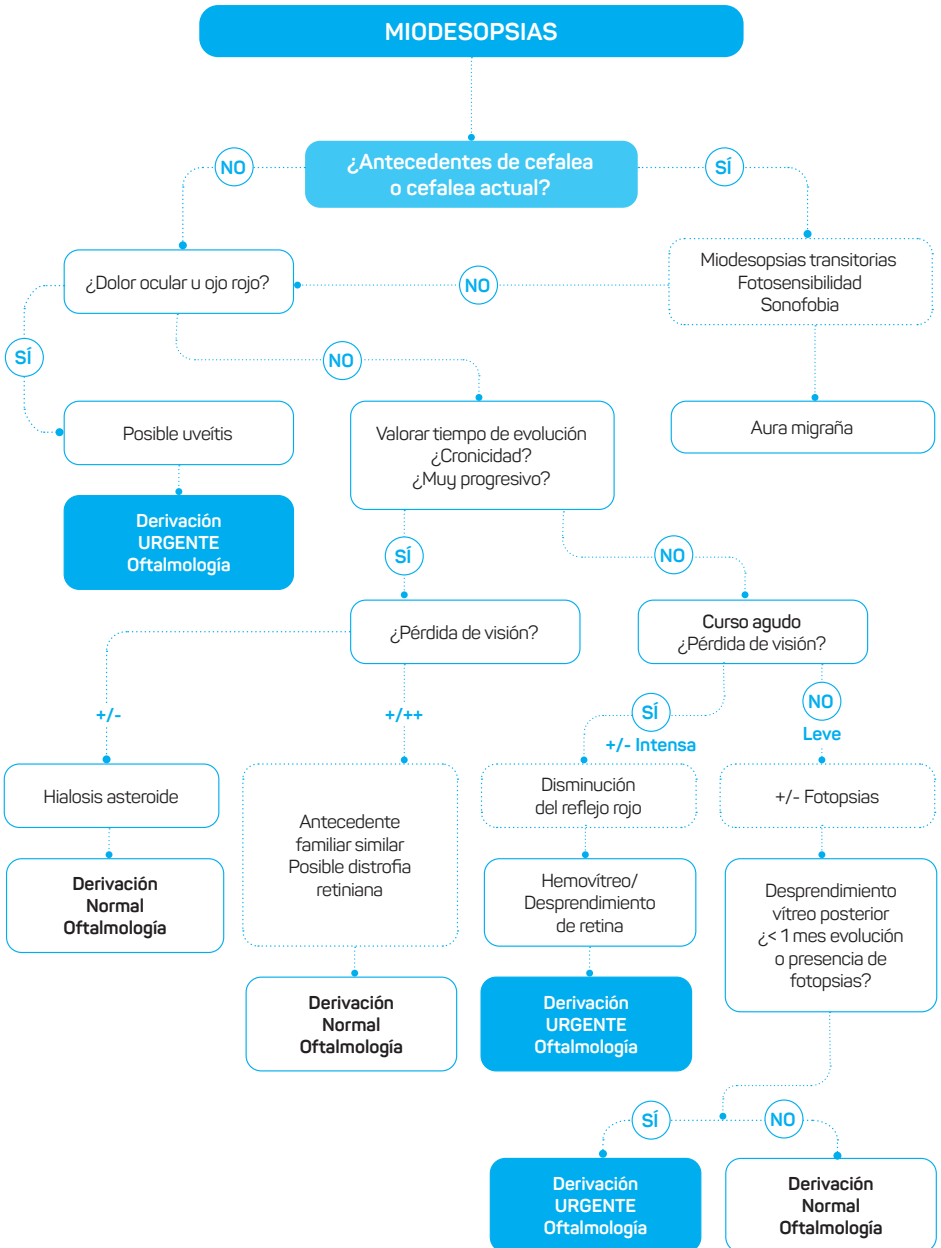 MIODESOPSIAS
¿Antecedentes de cefalea
o cefalea actual?
NO
SÍ
¿Dolor ocular u ojo rojo?
NO
Miodesopsias transitorias
Fotosensibilidad
Sonofobia
SÍ
NO
Posible uveítis
Valorar tiempo de evolución
¿Cronicidad?
¿Muy progresivo?
Aura migraña
Derivación
URGENTE
Oftalmología
SÍ
NO
¿Pérdida de visión?
Curso agudo
¿Pérdida de visión?
+/-
+/++
SÍ
+/- Intensa
NO
Leve
Hialosis asteroide
Antecedente
familiar similar
Posible distrofia
retiniana
Disminución
del reflejo rojo
+/- Fotopsias
Derivación
Normal
Oftalmología
Hemovítreo/
Desprendimiento
de retina
Desprendimiento
vítreo posterior
¿< 1 mes evolución
o presencia de
fotopsias?
Derivación
Normal
Oftalmología
Derivación
URGENTE
Oftalmología
SÍ
NO
Derivación
URGENTE
Oftalmología
Derivación
Normal
Oftalmología